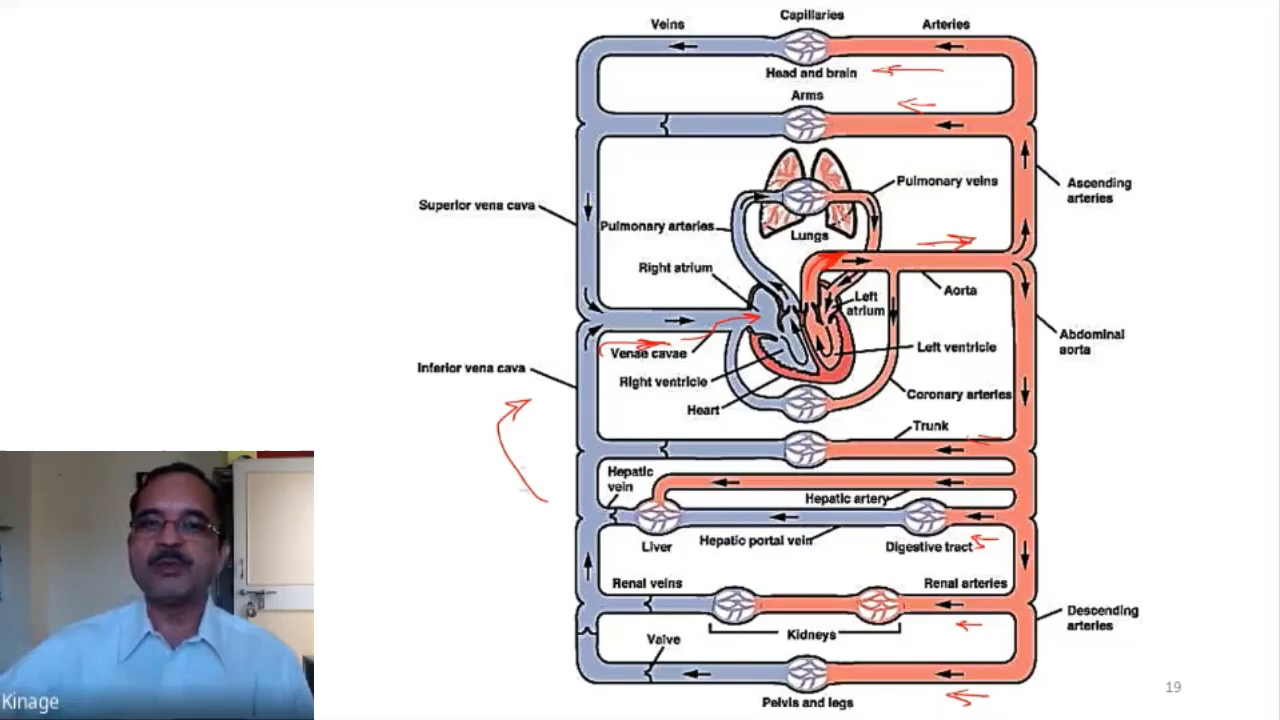 Capillaries
Veins
Arteries
Head and brain
Arms
Pulmonary veins
Ascending
arteries
Superior vena cava
Pulmonary arteries
Lungs
Right atrium
Aorta
Left
atrium
Abdominal
aorta
Venae cavae
Left ventricle
Inferior vena cava
Right ventricle
Coronary arteries
Heart
Trunk
Hepatic
vein
Hepatic artery
Liver
Hepatic portal vein
Digestive tract
Renal veins
Renal arteries
Descending
arteries
Kidneys
Valve
Pelvis and legs
19
Kinage